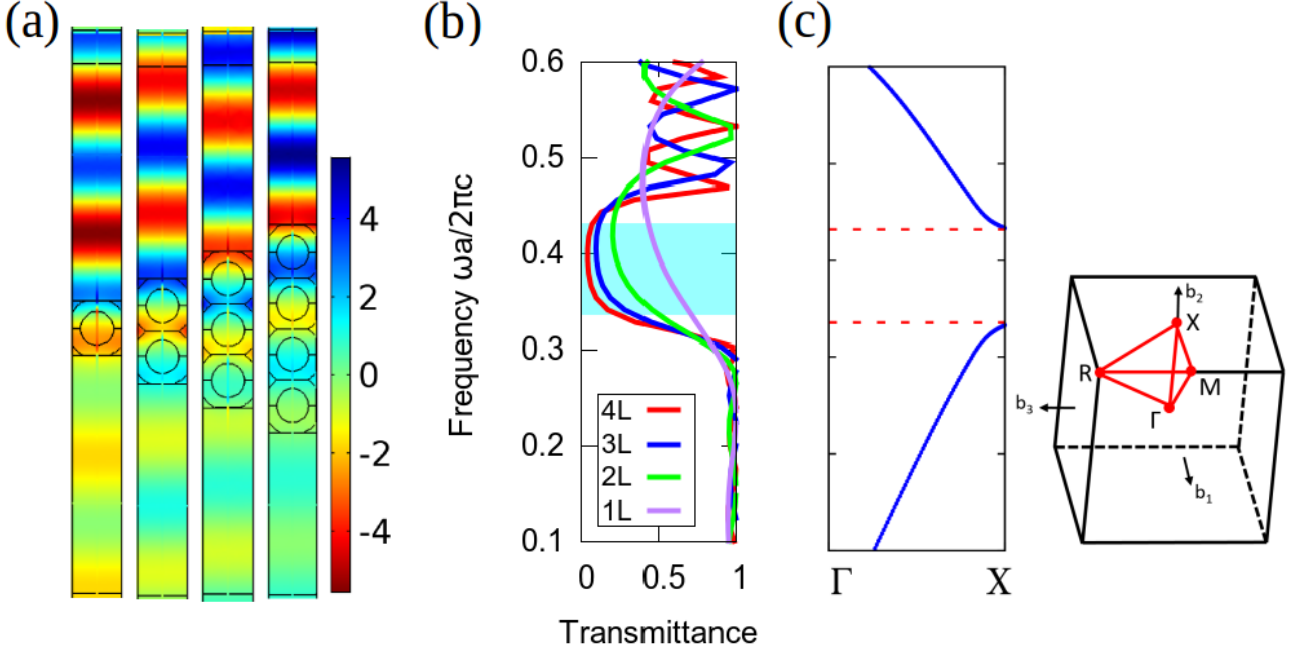 (a)
4
2
0
-2
-4
(b)
Frequency ωa/2πc
0.6
0.5
0.4
0.3
0.2
0.1
4L
3L
2L
1L
0 0.5 1
Transmittance
(c)
Γ X
b2
X
R
M
b3
Γ
b1